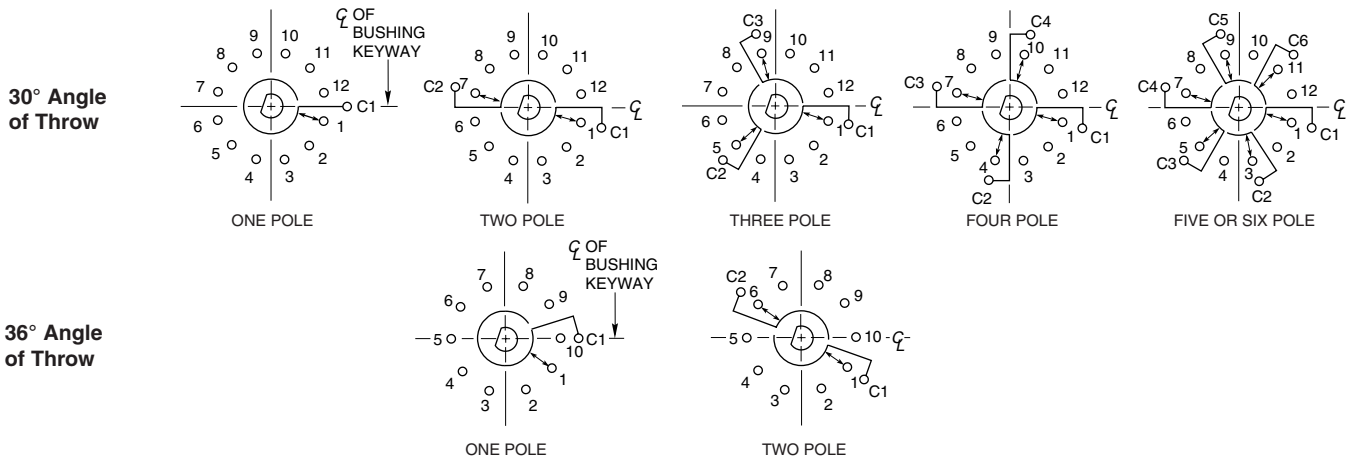 30° Angle
of Throw
℄ OF
BUSHING
KEYWAY
9 10
8 11
7 12
C1
6 1
5 2
4 3
ONE POLE
9 10
8 11
C2 7 12
℄
6 1 C1
5 2
4 3
TWO POLE
C3
9 10
8 11
7 12
℄
6 1 C1
5 2
C2 4 3
THREE POLE
C4
9 10
8 11
C3 7 12
℄
6 1 C1
5 2
4 3
C2
FOUR POLE
C5
9 10 C6
8 11
C4 7 12
℄
6 1 C1
5 2
C3 4 3
C2
FIVE OR SIX POLE
36° Angle
of Throw
℄ OF
BUSHING
KEYWAY
7 8
6 9
5 10 C1
4 1
3 2
ONE POLE
C2 7 8
6 9
5 10 ℄
4 1 C1
3 2
TWO POLE